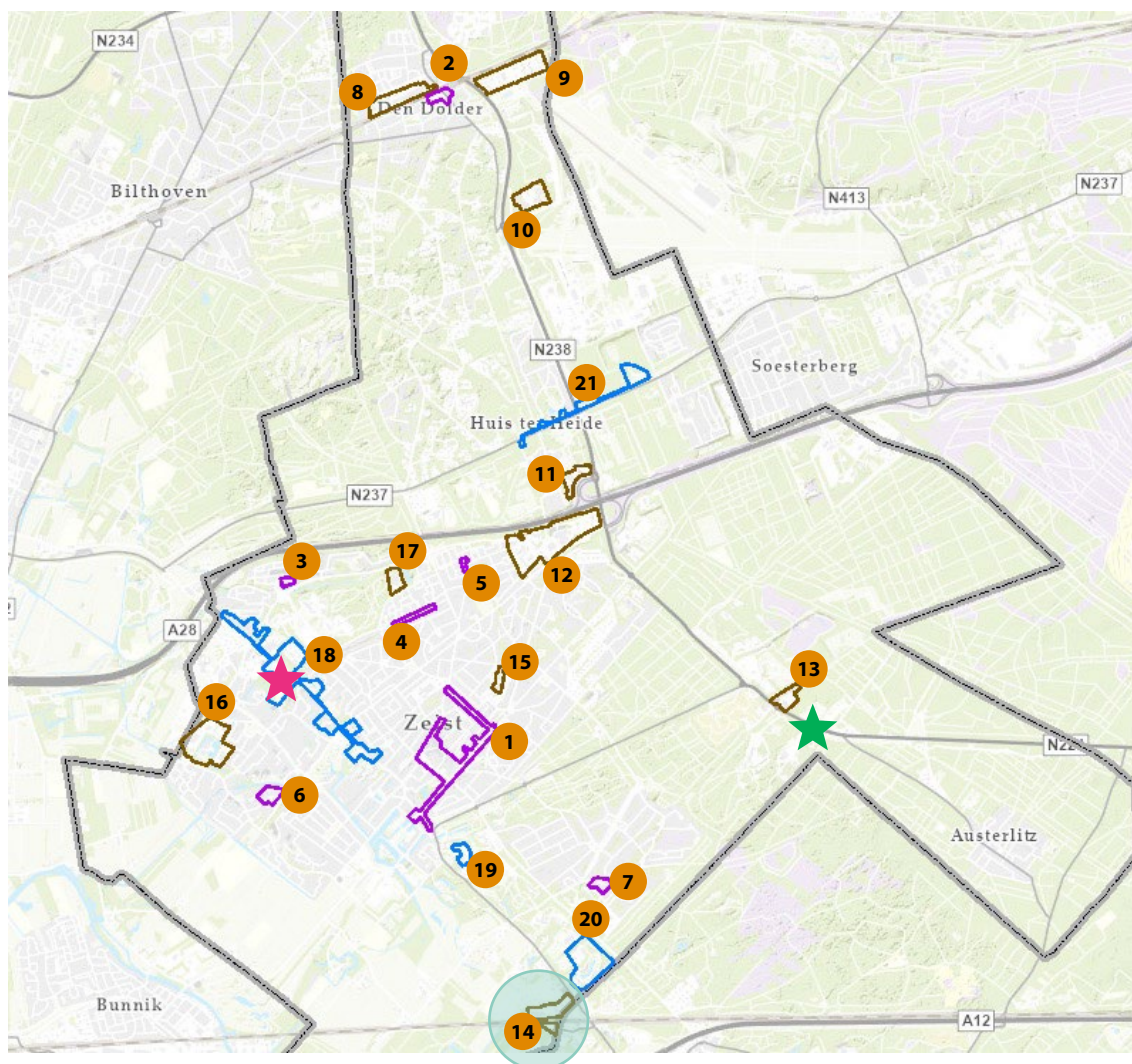 N234
2
9
8
Den Dolder
Bilthoven
N413
N237
10
N238
Soesterberg
21
Huis ter Heide
11
N237
3
17
5
12
A28
4
18
15
13
16
Zeist
1
6
Austerlitz
19
7
20
Bunnik
14
A12